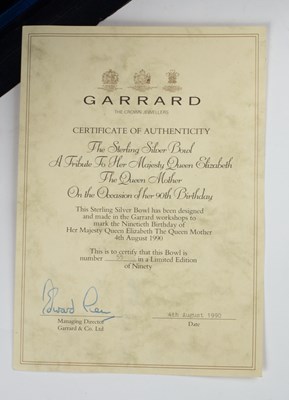 GARRARD
THE CROWN JEWELLERS
CERTIFICATE OF AUTHENTICITY
The Sterling Silver Bowl
A Tribute To Her Majesty Queen Elizabeth
The Queen Mother
On the Occasion of her 90th Birthday
This Sterling Silver Bowl has been designed
and made in the Garrard workshops to
mark the Ninetieth Birthday of
Her Majesty Queen Elizabeth The Queen Mother
4th August 1990
This is to certify that this Bowl is
number in a Limited Edition
of Ninety
Managing Director
Garrard & Co. Ltd
4th August 1990
Date